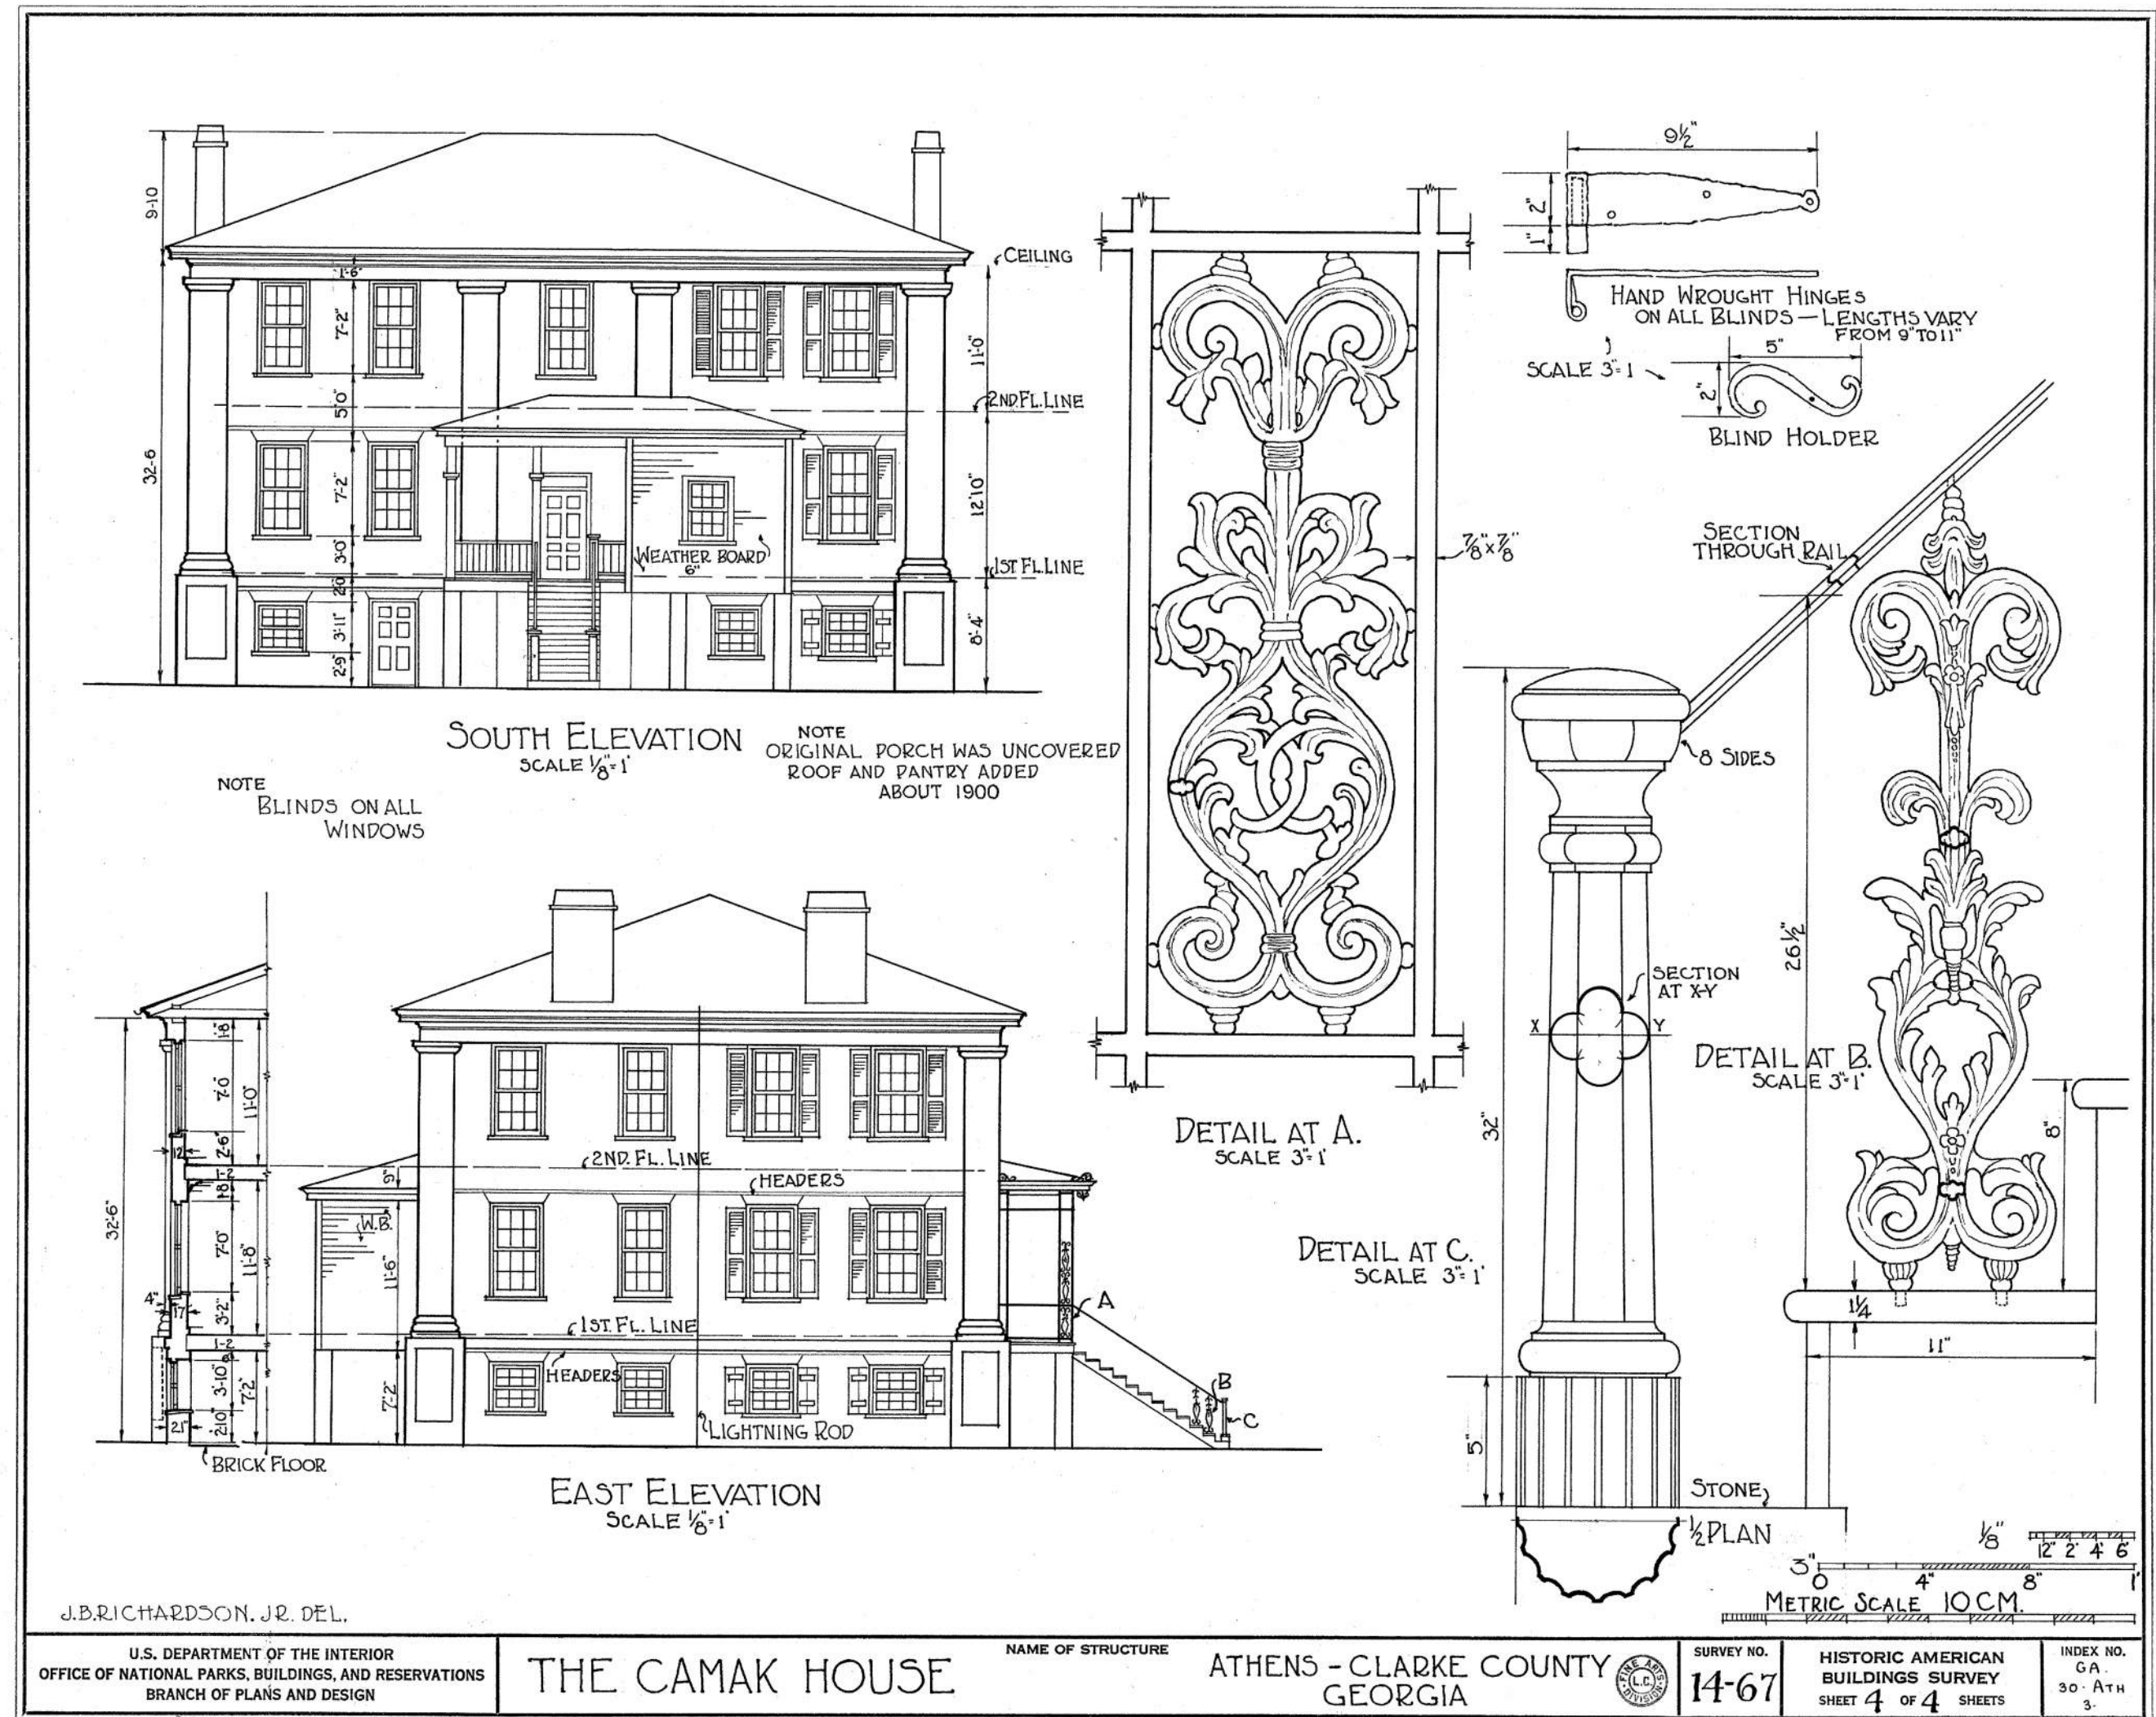 9-10
32-6
1'-6"
7'-2"
5'0"
7'-2"
3'-0"
2'0"
3'-11"
2'-9"
CEILING
11'-0"
2ND.FL.LINE
12'10"
1ST.FL.LINE
8'-4"
WEATHER BOARD
6"
SOUTH ELEVATION
SCALE 1/8"=1'
NOTE
ORIGINAL PORCH WAS UNCOVERED
ROOF AND PANTRY ADDED
ABOUT 1900
NOTE
BLINDS ON ALL
WINDOWS
7/8"x7/8"
DETAIL AT A.
SCALE 3"=1'
9½"
2"
1"
HAND WROUGHT HINGES
ON ALL BLINDS—LENGTHS VARY
FROM 9" TO 11"
SCALE 3"=1
5"
2"
BLIND HOLDER
SECTION
THROUGH RAIL
8 SIDES
SECTION
AT X-Y
X
Y
26½"
32"
5"
DETAIL AT B.
SCALE 3"=1'
8"
1¼
11"
DETAIL AT C.
SCALE 3"=1'
STONE
½PLAN
32'-6"
1'-8"
7'-0
11'-0"
2'-6"
12
1'-2
1'-8
7'-0"
11'-8"
4"
17
3'-2"
1'-2
8
3'-10"
7'-2"
2'-10
21
BRICK FLOOR
9"
W.B.
11'-6"
7'-2"
2ND. FL. LINE
HEADERS
1ST. FL. LINE
HEADERS
LIGHTNING ROD
A
B
C
EAST ELEVATION
SCALE 1/8"=1'
1/8"
12" 2' 4' 6'
3"
0 4" 8" 1'
METRIC SCALE 10 CM.
J.B.RICHARDSON. JR. DEL.
U.S. DEPARTMENT OF THE INTERIOR
OFFICE OF NATIONAL PARKS, BUILDINGS, AND RESERVATIONS
BRANCH OF PLANS AND DESIGN
THE CAMAK HOUSE
NAME OF STRUCTURE
ATHENS - CLARKE COUNTY
GEORGIA
FINE ARTS
L.C.
DIVISION
SURVEY NO.
14-67
HISTORIC AMERICAN
BUILDINGS SURVEY
SHEET 4 OF 4 SHEETS
INDEX NO.
GA.
30. ATH
3.